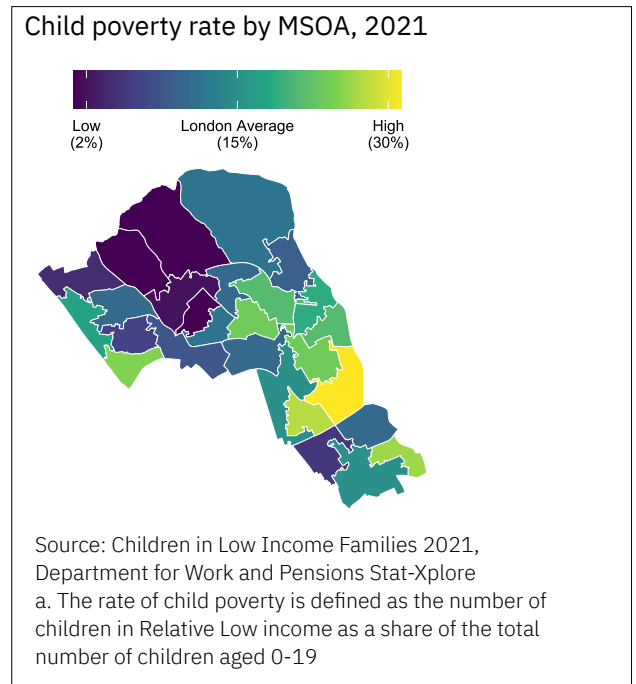 Child poverty rate by MSOA, 2021
Low London Average High
(2%) (15%) (30%)
Source: Children in Low Income Families 2021,
Department for Work and Pensions Stat-Xplore
a. The rate of child poverty is defined as the number of
children in Relative Low income as a share of the total
number of children aged 0-19